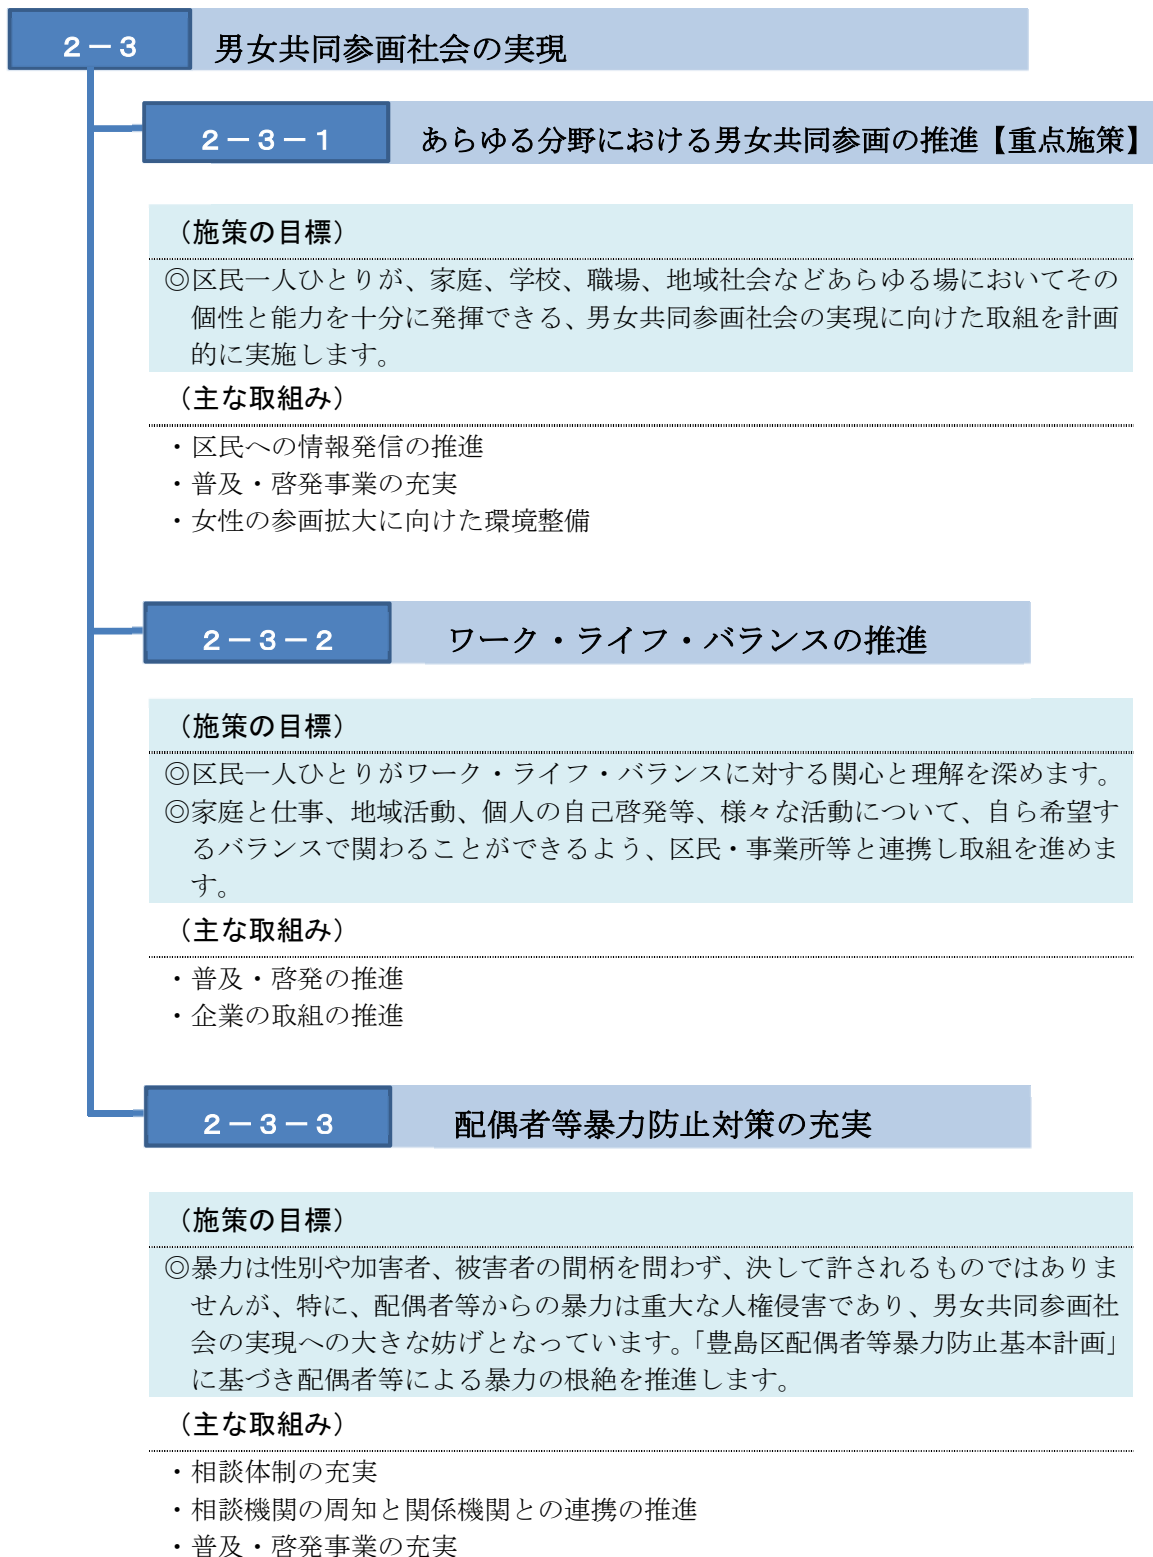 2－3 男女共同参画社会の実現
2－3－1 あらゆる分野における男女共同参画の推進【重点施策】
（施策の目標）
◎区民一人ひとりが、家庭、学校、職場、地域社会などあらゆる場においてその
個性と能力を十分に発揮できる、男女共同参画社会の実現に向けた取組を計画
的に実施します。
（主な取組み）
・区民への情報発信の推進
・普及・啓発事業の充実
・女性の参画拡大に向けた環境整備
2－3－2 ワーク・ライフ・バランスの推進
（施策の目標）
◎区民一人ひとりがワーク・ライフ・バランスに対する関心と理解を深めます。
◎家庭と仕事、地域活動、個人の自己啓発等、様々な活動について、自ら希望す
るバランスで関わることができるよう、区民・事業所等と連携し取組を進めま
す。
（主な取組み）
・普及・啓発の推進
・企業の取組の推進
2－3－3 配偶者等暴力防止対策の充実
（施策の目標）
◎暴力は性別や加害者、被害者の間柄を問わず、決して許されるものではありま
せんが、特に、配偶者等からの暴力は重大な人権侵害であり、男女共同参画社
会の実現への大きな妨げとなっています。「豊島区配偶者等暴力防止基本計画」
に基づき配偶者等による暴力の根絶を推進します。
（主な取組み）
・相談体制の充実
・相談機関の周知と関係機関との連携の推進
・普及・啓発事業の充実